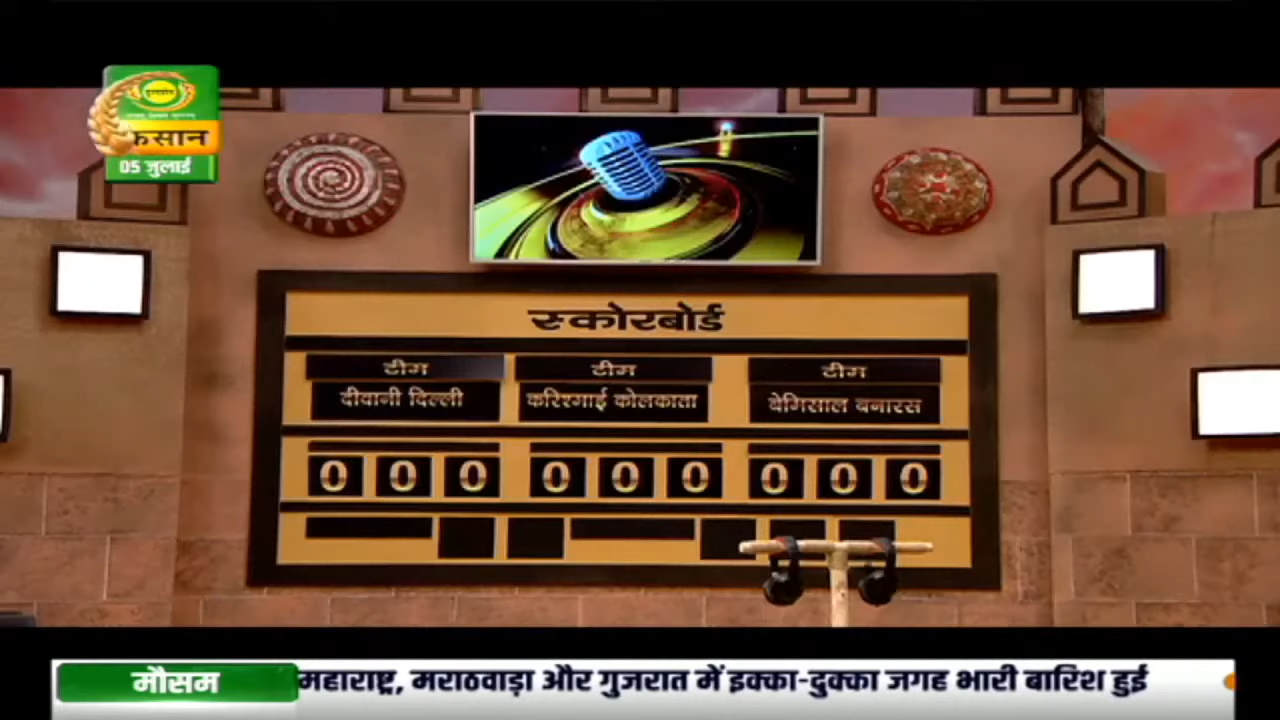 किसान
05 जुलाई
स्कोरबोर्ड
टीम टीम टीम
दीवानी दिल्ली करिश्माई कोलकाता बेमिसाल बनारस
0 0 0 0 0 0 0 0 0
मौसम महाराष्ट्र, मराठवाड़ा और गुजरात में इक्का-दुक्का जगह भारी बारिश हुई